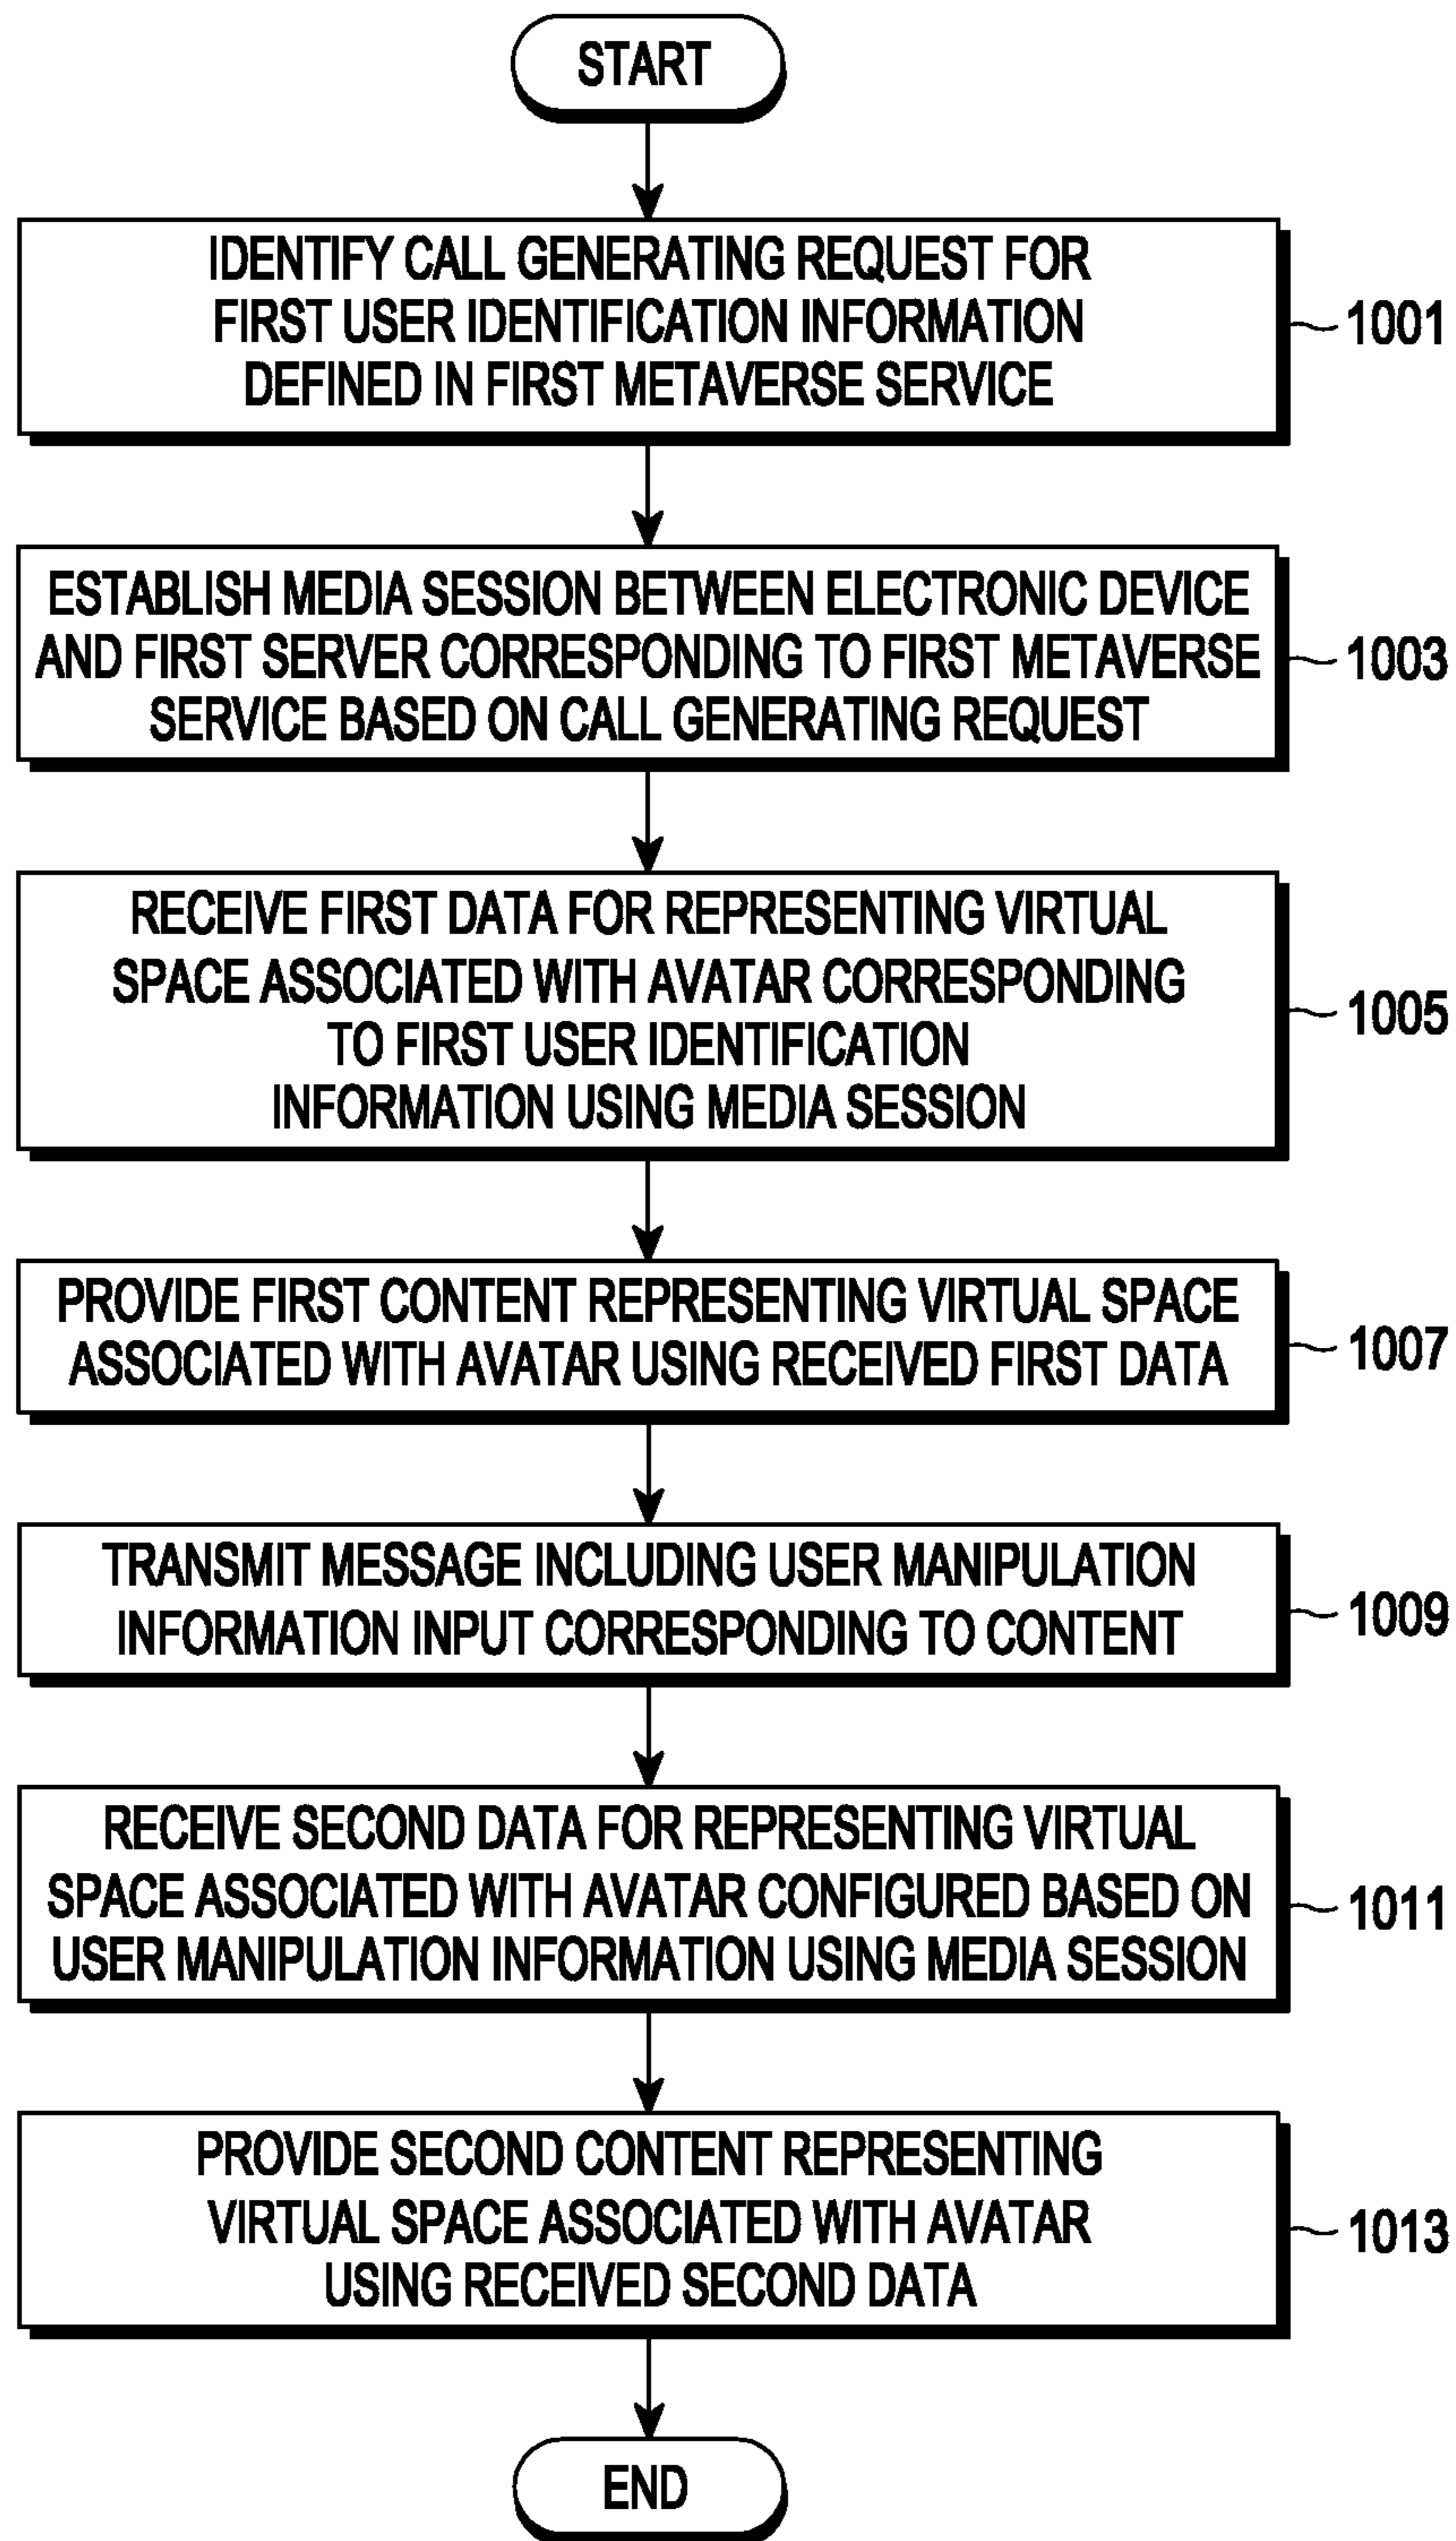 START
IDENTIFY CALL GENERATING REQUEST FOR
FIRST USER IDENTIFICATION INFORMATION
DEFINED IN FIRST METAVERSE SERVICE
1001
ESTABLISH MEDIA SESSION BETWEEN ELECTRONIC DEVICE
AND FIRST SERVER CORRESPONDING TO FIRST METAVERSE
SERVICE BASED ON CALL GENERATING REQUEST
1003
RECEIVE FIRST DATA FOR REPRESENTING VIRTUAL
SPACE ASSOCIATED WITH AVATAR CORRESPONDING
TO FIRST USER IDENTIFICATION
INFORMATION USING MEDIA SESSION
1005
PROVIDE FIRST CONTENT REPRESENTING VIRTUAL SPACE
ASSOCIATED WITH AVATAR USING RECEIVED FIRST DATA
1007
TRANSMIT MESSAGE INCLUDING USER MANIPULATION
INFORMATION INPUT CORRESPONDING TO CONTENT
1009
RECEIVE SECOND DATA FOR REPRESENTING VIRTUAL
SPACE ASSOCIATED WITH AVATAR CONFIGURED BASED ON
USER MANIPULATION INFORMATION USING MEDIA SESSION
1011
PROVIDE SECOND CONTENT REPRESENTING
VIRTUAL SPACE ASSOCIATED WITH AVATAR
USING RECEIVED SECOND DATA
1013
END